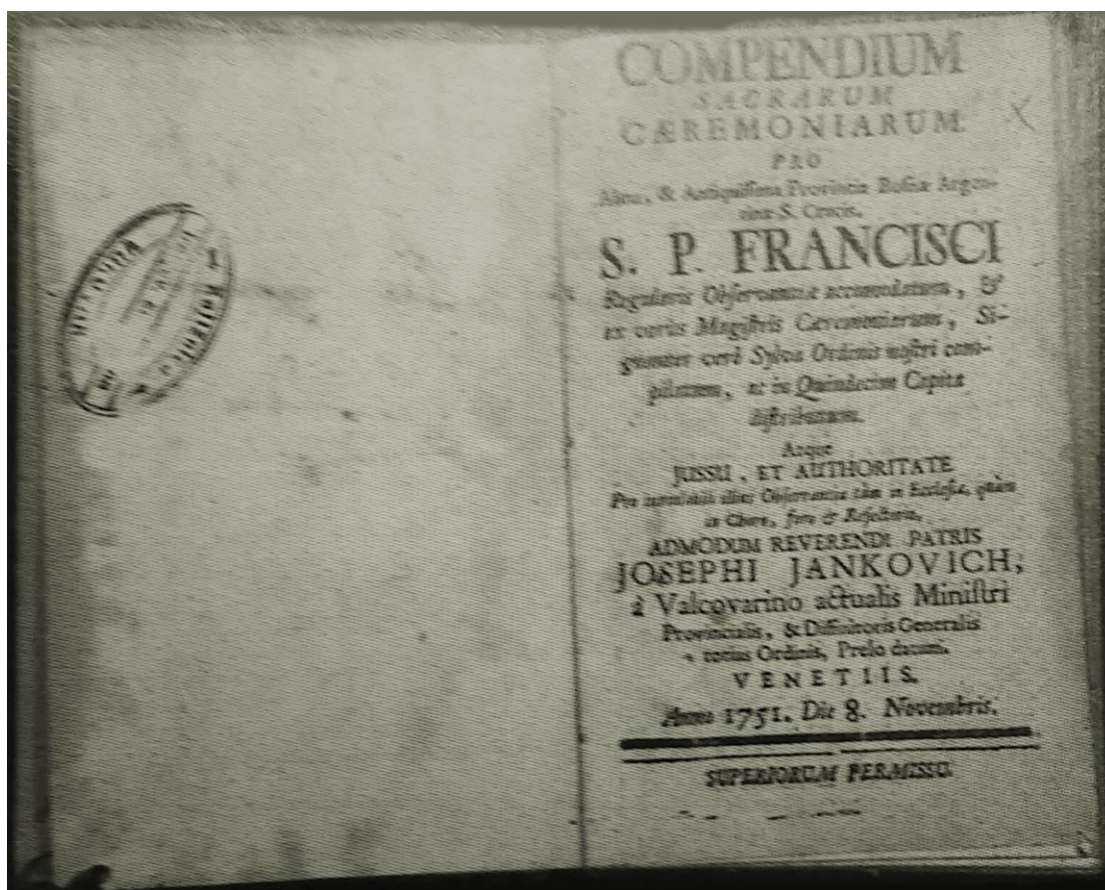 COMPENDIUM
SACRARUM
CÆREMONIARUM
PRO
Almæ, & Antiquissimæ Provinciæ Bosnæ Argen-
tinæ S. Crucis.
S. P. FRANCISCI
Regularis Observantiæ accomodatum, &
ex variis Magistris Cæremoniarum, Si-
gnanter verò Sylva Ordinis nostri com-
pilatum, ac in Quindecim Capita
distributum.
Atque
JUSSU, ET AUTHORITATE
Pro illius Observantia tàm in Ecclesia, quàm
in Choro, foro & Refectorio,
ADMODUM REVERENDI PATRIS
JOSEPHI JANKOVICH;
à Valcovarino actualis Ministri
Provincialis, & Diffinitoris Generalis
totius Ordinis, Prelo datum.
VENETIIS.
Anno 1751. Die 8. Novembris.
SUPERIORUM PERMISSU.